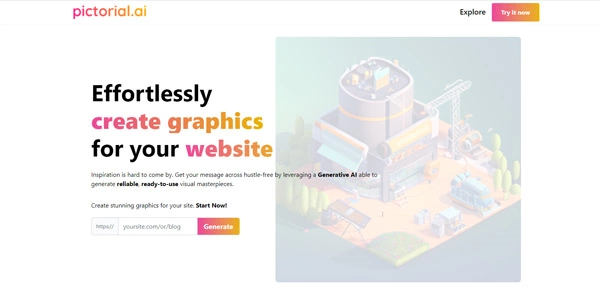 pictorial.ai
Explore
Try it now
Effortlessly
create graphics
for your website
Inspiration is hard to come by. Get your message across hustle-free by leveraging a Generative AI able to
generate reliable, ready-to-use visual masterpieces.
Create stunning graphics for your site. Start Now!
https:// yoursite.com/or/blog Generate